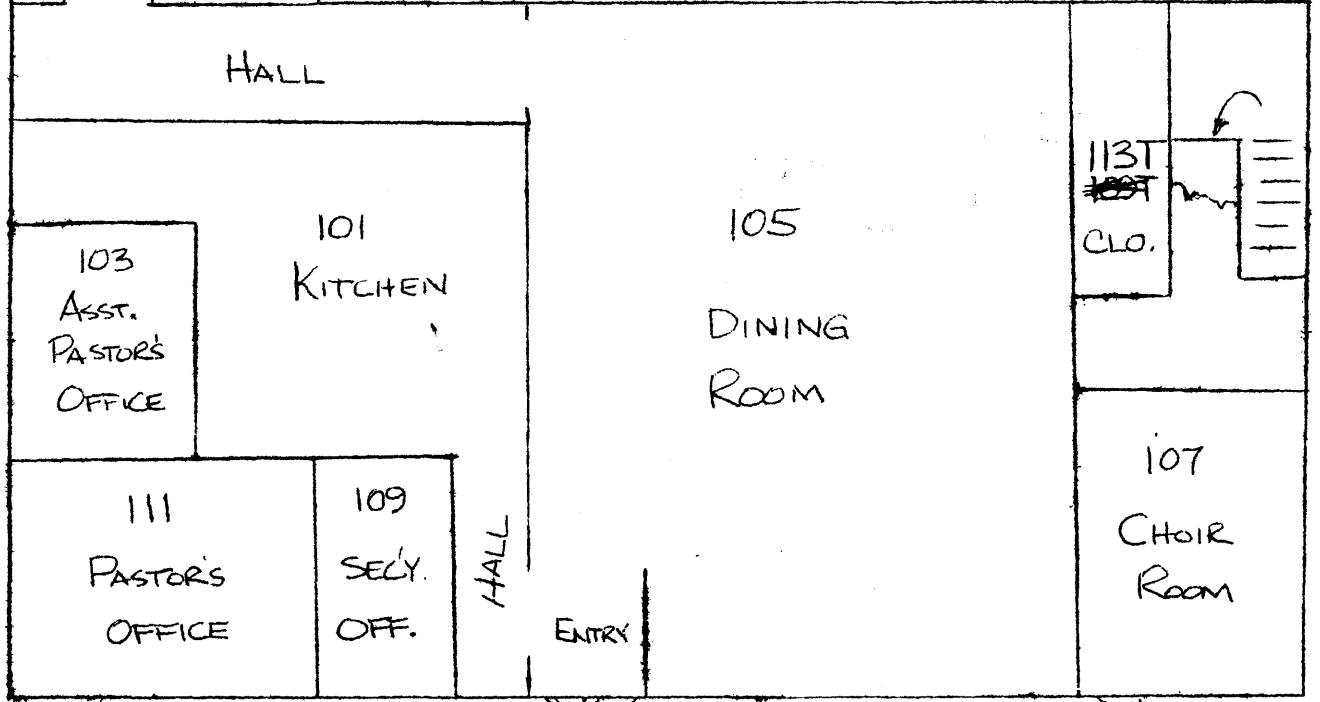 HALL
101
KITCHEN
103
ASST.
PASTOR'S
OFFICE
111
PASTOR'S
OFFICE
109
SEC'Y.
OFF.
HALL
ENTRY
105
DINING
ROOM
113T
CLO.
107
CHOIR
ROOM